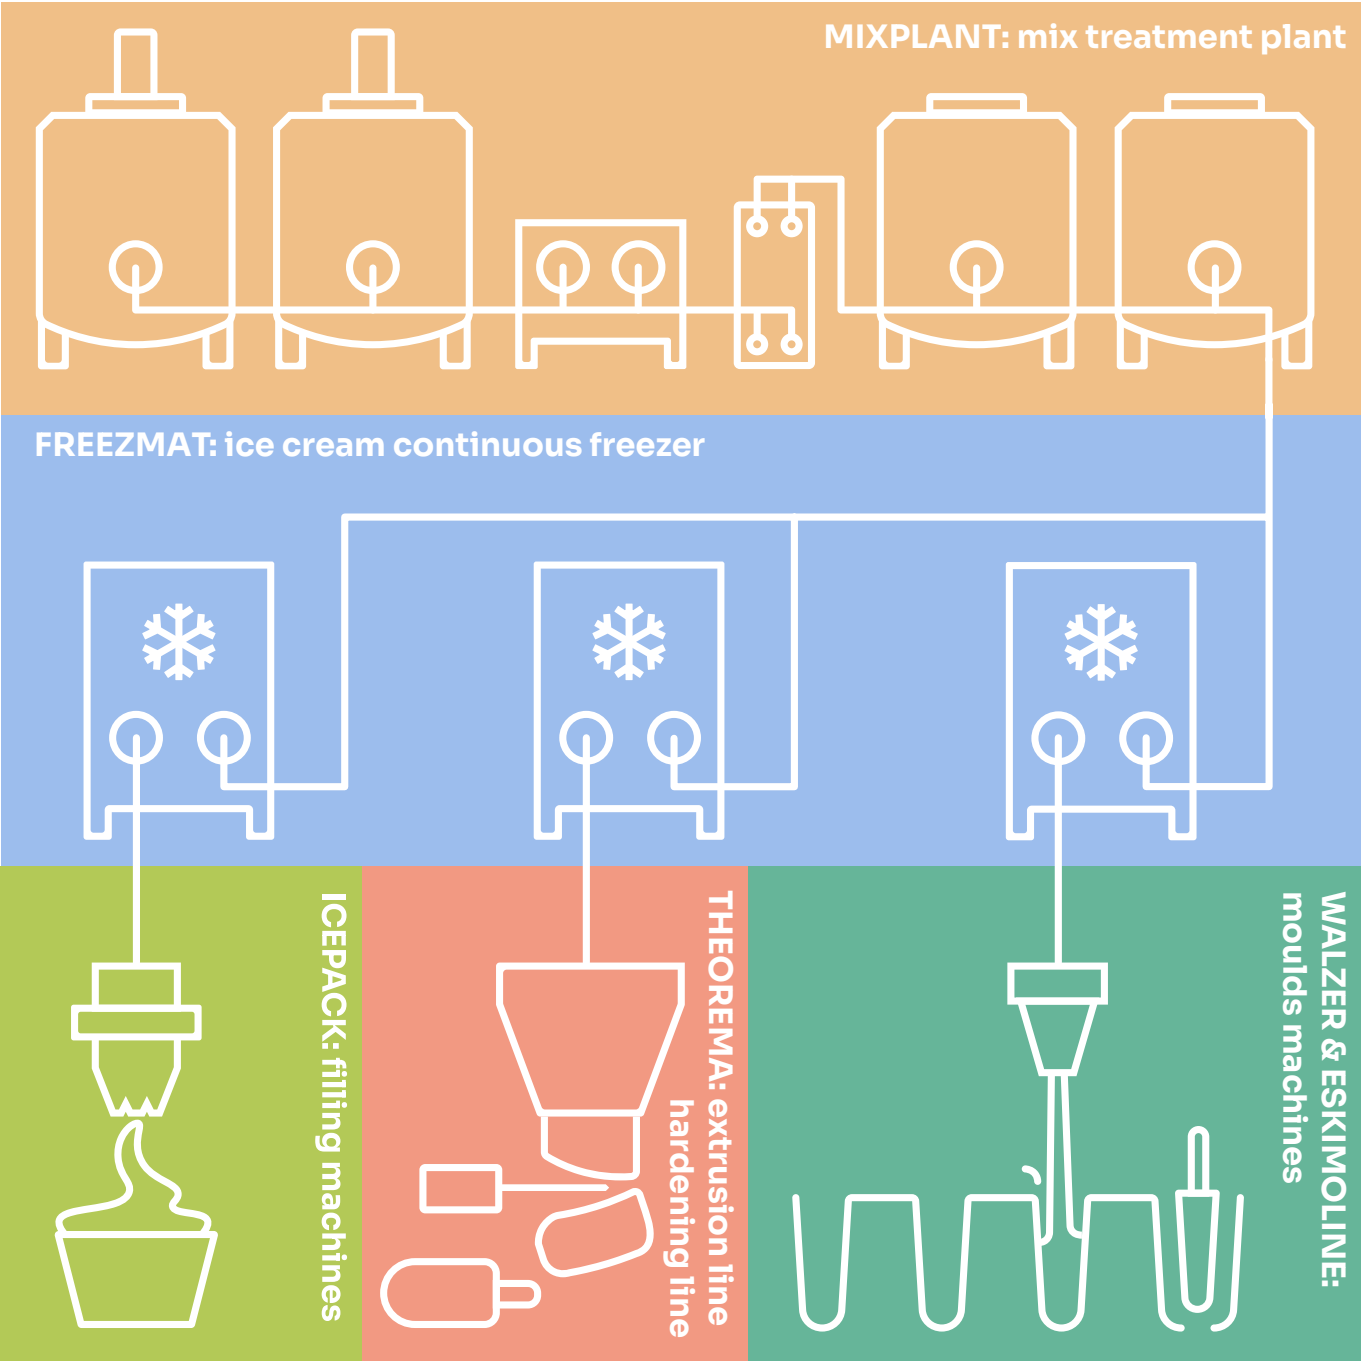 MIXPLANT: mix treatment plant
FREEZMAT: ice cream continuous freezer
ICEPACK: filling machines
THEOREMA: extrusion line
hardening line
WALZER & ESKIMOLINE:
moulds machines